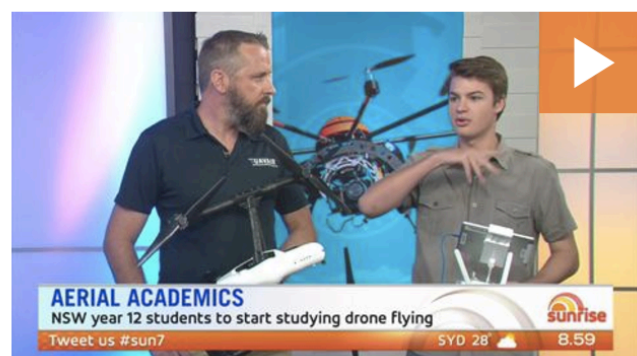 AERIAL ACADEMICS
NSW year 12 students to start studying drone flying
sunrise
Tweet us #sun7
SYD 28°
8.59